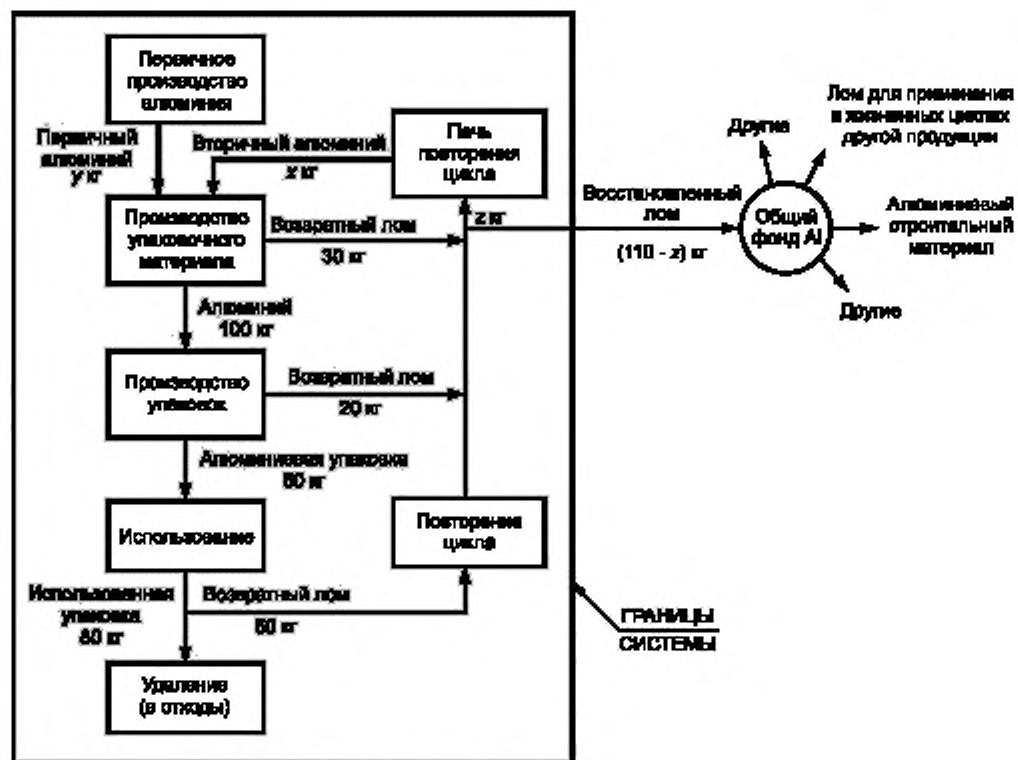 Первичное
производство
алюминия
Первичный
алюминий
y кг
Вторичный алюминий
x кг
Печь
повторения
цикла
Производство
упаковочного
материала
Возвратный лом
30 кг
z кг
Восстановленный
лом
(110 - z) кг
Общий
фонд Al
Другие
Лом для применения
в жизненных циклах
другой продукции
Алюминиевый
строительный
материал
Другие
Алюминий
100 кг
Производство
упаковок
Возвратный лом
20 кг
Алюминиевая упаковка
80 кг
Использование
Повторение
цикла
Использованная
упаковка
80 кг
Возвратный лом
60 кг
Удаление
(в отходы)
ГРАНИЦЫ
СИСТЕМЫ